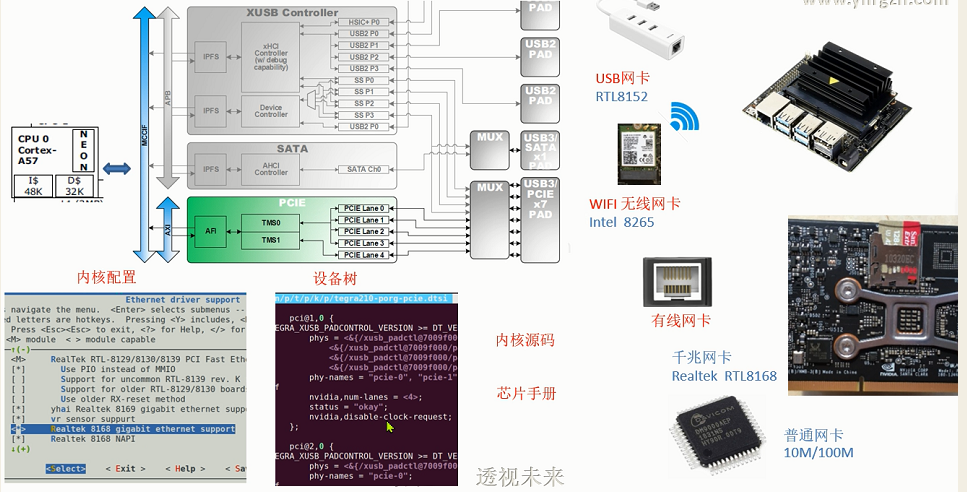 XUSB Controller
IPFS
xHCI
Controller
(w/ debug
capability)
HSIC+ P0
USB2 P0
USB2 P1
USB2 P2
USB2 P3
SS P0
SS P1
SS P2
SS P3
USB2 P0
IPFS
Device
Controller
MCCIF
APB
PAD
USB2
PAD
USB2
PAD
MUX
USB3/
SATA
x1
PAD
SATA
IPFS
AHCI
Controller
SATA Ch0
MUX
USB3/
PCIE
x7
PAD
PCIE
AXI
AFI
TMS0
TMS1
PCIE Lane 0
PCIE Lane 1
PCIE Lane 2
PCIE Lane 3
PCIE Lane 4
CPU 0
Cortex-
A57
NEON
I$
48K
D$
32K
USB网卡
RTL8152
WIFI 无线网卡
Intel 8265
有线网卡
千兆网卡
Realtek RTL8168
普通网卡
10M/100M
内核配置
设备树
内核源码
芯片手册
Ethernet driver support
navigate the menu. <Enter> selects submenus --
d letters are hotkeys. Pressing <Y> includes, <
Press <Esc><Esc> to exit, <?> for Help, </> for
<M> module < > module capable
↑(-)
<M> RealTek RTL-8129/8130/8139 PCI Fast Eth
[*] Use PIO instead of MMIO
[ ] Support for uncommon RTL-8139 rev. K
[ ] Support for older RTL-8129/8130 board
[ ] Use older RX-reset method
[*] yhai Realtek 8169 gigabit ethernet suppo
[*] vr sensor support
<*> Realtek 8168 gigabit ethernet support
[*] Realtek 8168 NAPI
↓(+)
<Select> < Exit > < Help > < Sa
m/p/t/p/k/p/tegra210-porg-pcie.dtsi
pci@1,0 {
EGRA_XUSB_PADCONTROL_VERSION >= DT_VE
phys = <&{/xusb_padctl@7009f000/p
<&{/xusb_padctl@7009f000/p
<&{/xusb_padctl@7009f000/p
<&{/xusb_padctl@7009f000/p
phy-names = "pcie-0", "pcie-1"
f
nvidia,num-lanes = <4>;
status = "okay";
nvidia,disable-clock-request;
};
pci@2,0 {
EGRA_XUSB_PADCONTROL_VERSION >= DT_VE
phys = <&{/xusb_padctl@7009f000/p
phy-names = "pcie-0";
透视未来